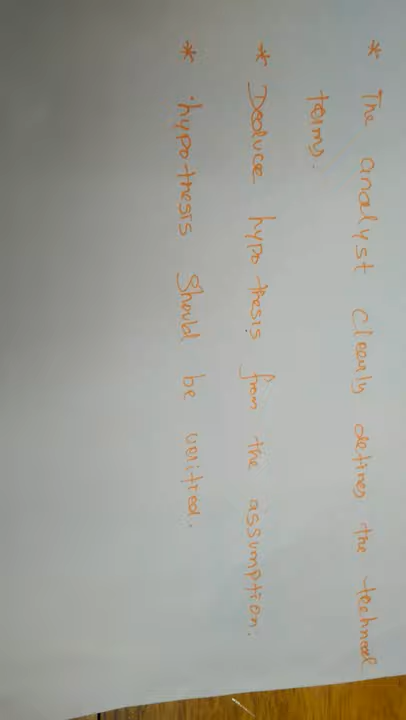 * The analyst clearly defines the technical
terms.
* Deduce hypothesis from the assumption.
* hypothesis should be verified.